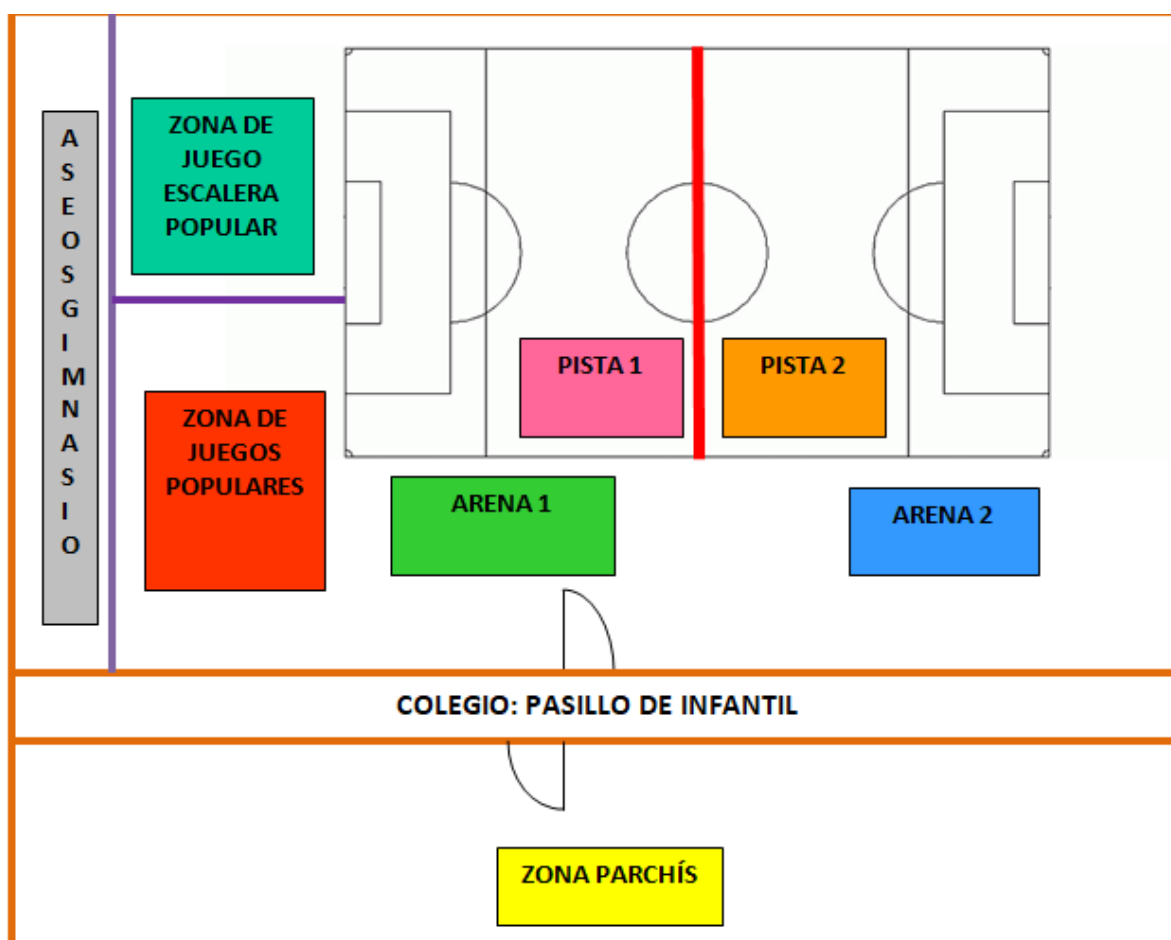 ASEOSGIMNASIO
ZONA DE
JUEGO
ESCALERA
POPULAR
PISTA 1
PISTA 2
ZONA DE
JUEGOS
POPULARES
ARENA 1
ARENA 2
COLEGIO: PASILLO DE INFANTIL
ZONA PARCHÍS